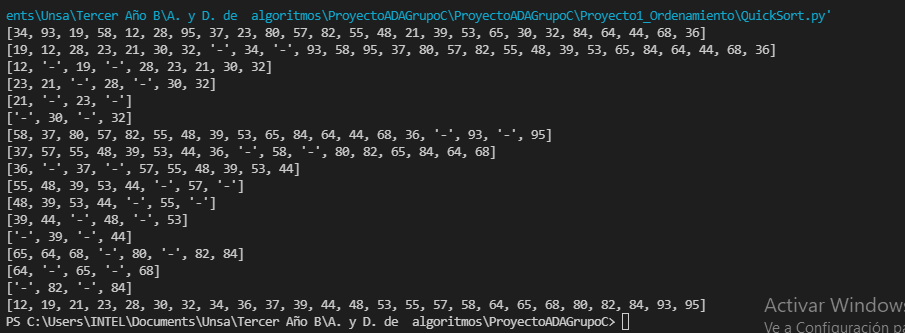 ents\Unsa\Tercer Año B\A. y D. de  algoritmos\ProyectoADAGrupoC\ProyectoADAGrupoC\Proyecto1_Ordenamiento\QuickSort.py'
[34, 93, 19, 58, 12, 28, 95, 37, 23, 80, 57, 82, 55, 48, 21, 39, 53, 65, 30, 32, 84, 64, 44, 68, 36]
[19, 12, 28, 23, 21, 30, 32, '-', 34, '-', 93, 58, 95, 37, 80, 57, 82, 55, 48, 39, 53, 65, 84, 64, 44, 68, 36]
[12, '-', 19, '-', 28, 23, 21, 30, 32]
[23, 21, '-', 28, '-', 30, 32]
[21, '-', 23, '-']
['-', 30, '-', 32]
[58, 37, 80, 57, 82, 55, 48, 39, 53, 65, 84, 64, 44, 68, 36, '-', 93, '-', 95]
[37, 57, 55, 48, 39, 53, 44, 36, '-', 58, '-', 80, 82, 65, 84, 64, 68]
[36, '-', 37, '-', 57, 55, 48, 39, 53, 44]
[55, 48, 39, 53, 44, '-', 57, '-']
[48, 39, 53, 44, '-', 55, '-']
[39, 44, '-', 48, '-', 53]
['-', 39, '-', 44]
[65, 64, 68, '-', 80, '-', 82, 84]
[64, '-', 65, '-', 68]
['-', 82, '-', 84]
[12, 19, 21, 23, 28, 30, 32, 34, 36, 37, 39, 44, 48, 53, 55, 57, 58, 64, 65, 68, 80, 82, 84, 93, 95]
PS C:\Users\INTEL\Documents\Unsa\Tercer Año B\A. y D. de  algoritmos\ProyectoADAGrupoC>
Activar Windows
Ve a Configuración pa